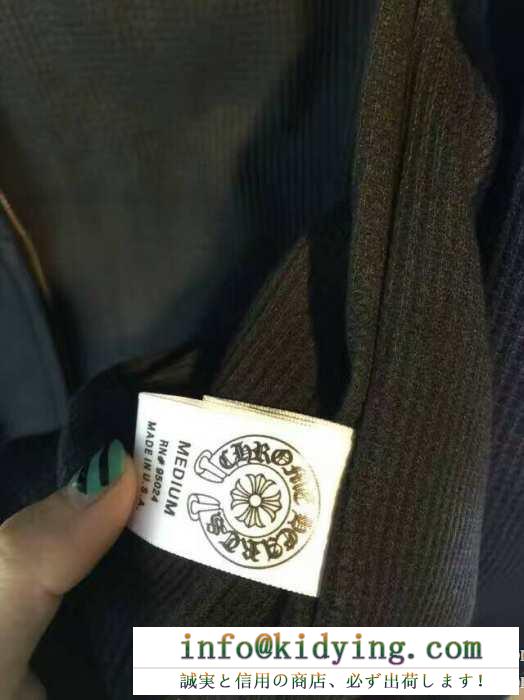 CHROME HEARTS
MEDIUM
RN# 95024
MADE IN U.S.A.
info@kidying.com
誠実と信用の商店、必ず出荷します!